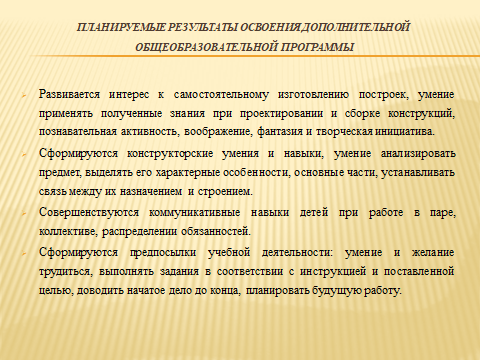 ПЛАНИРУЕМЫЕ РЕЗУЛЬТАТЫ ОСВОЕНИЯ ДОПОЛНИТЕЛЬНОЙ
ОБЩЕОБРАЗОВАТЕЛЬНОЙ ПРОГРАММЫ
Развивается интерес к самостоятельному изготовлению построек, умение
применять полученные знания при проектировании и сборке конструкций,
познавательная активность, воображение, фантазия и творческая инициатива.
Сформируются конструкторские умения и навыки, умение анализировать
предмет, выделять его характерные особенности, основные части, устанавливать
связь между их назначением и строением.
Совершенствуются коммуникативные навыки детей при работе в паре,
коллективе, распределении обязанностей.
Сформируются предпосылки учебной деятельности: умение и желание
трудиться, выполнять задания в соответствии с инструкцией и поставленной
целью, доводить начатое дело до конца, планировать будущую работу.